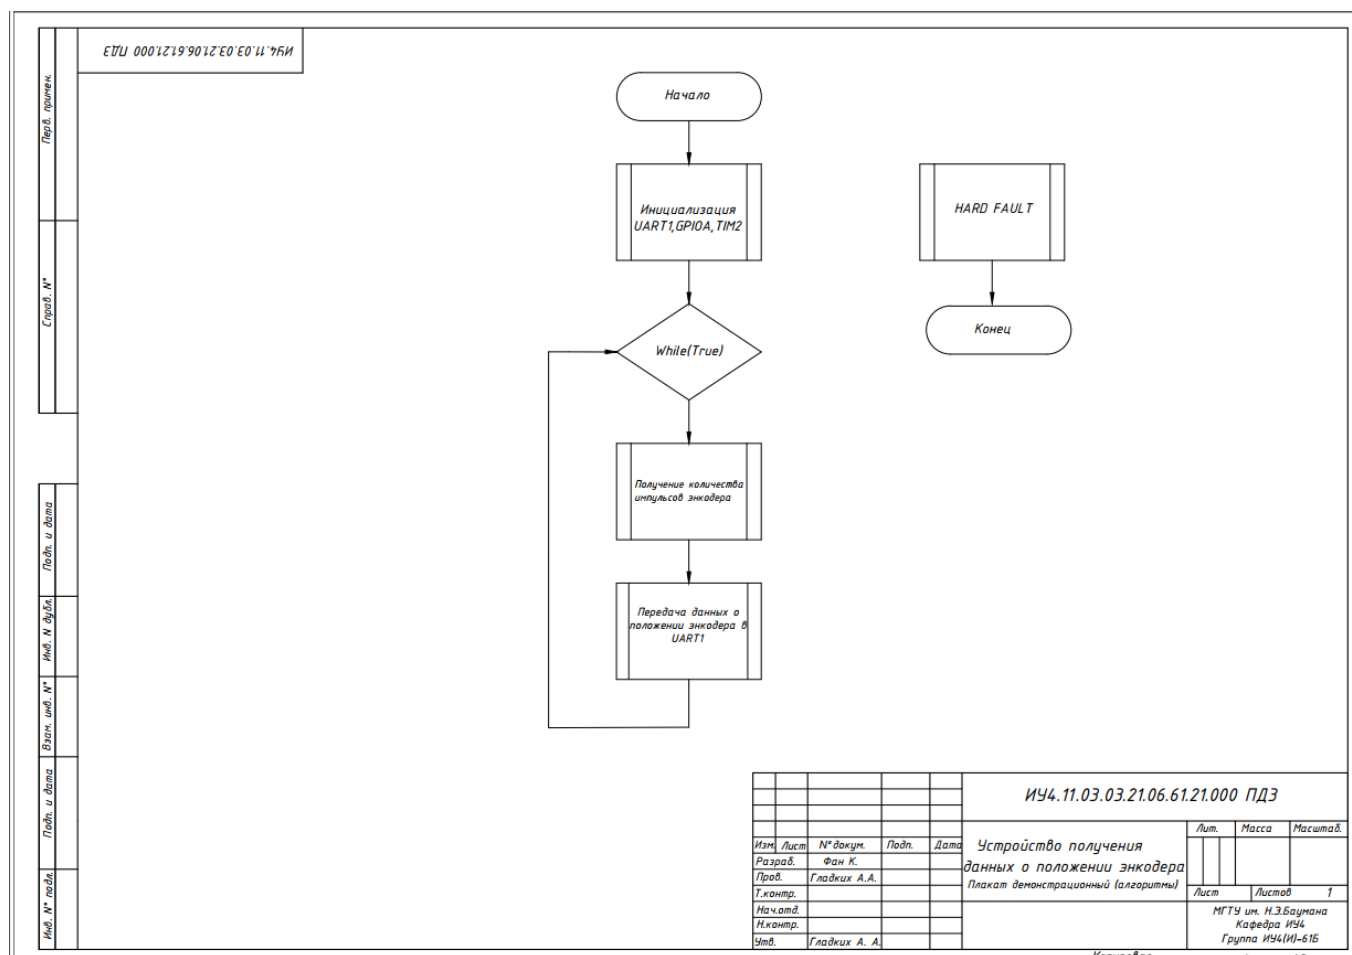 ИУ4.11.03.03.21.06.61.21.000 ПДЗ
Перв. примен.
Справ. N°
Подп. и дата
Инв. N дубл.
Взам. инв. N°
Подп. и дата
Инв. N° подл.
Начало
Инициализация
UART1,GPIOA,TIM2
While(True)
Получение количества
импульсов энкодера
Передача данных о
положении энкодера в
UART1
HARD FAULT
Конец
ИУ4.11.03.03.21.06.61.21.000 ПДЗ
Изм. Лист N° докум. Подп. Дата
Разраб. Фан К.
Пров. Гладких А.А.
Т.контр.
Нач.отд.
Н.контр.
Утв. Гладких А. А.
Устройство получения
данных о положении энкодера
Плакат демонстрационный (алгоритмы)
Лит. Масса Масштаб.
Лист Листов 1
МГТУ им. Н.Э.Баумана
Кафедра ИУ4
Группа ИУ4(И)-61Б